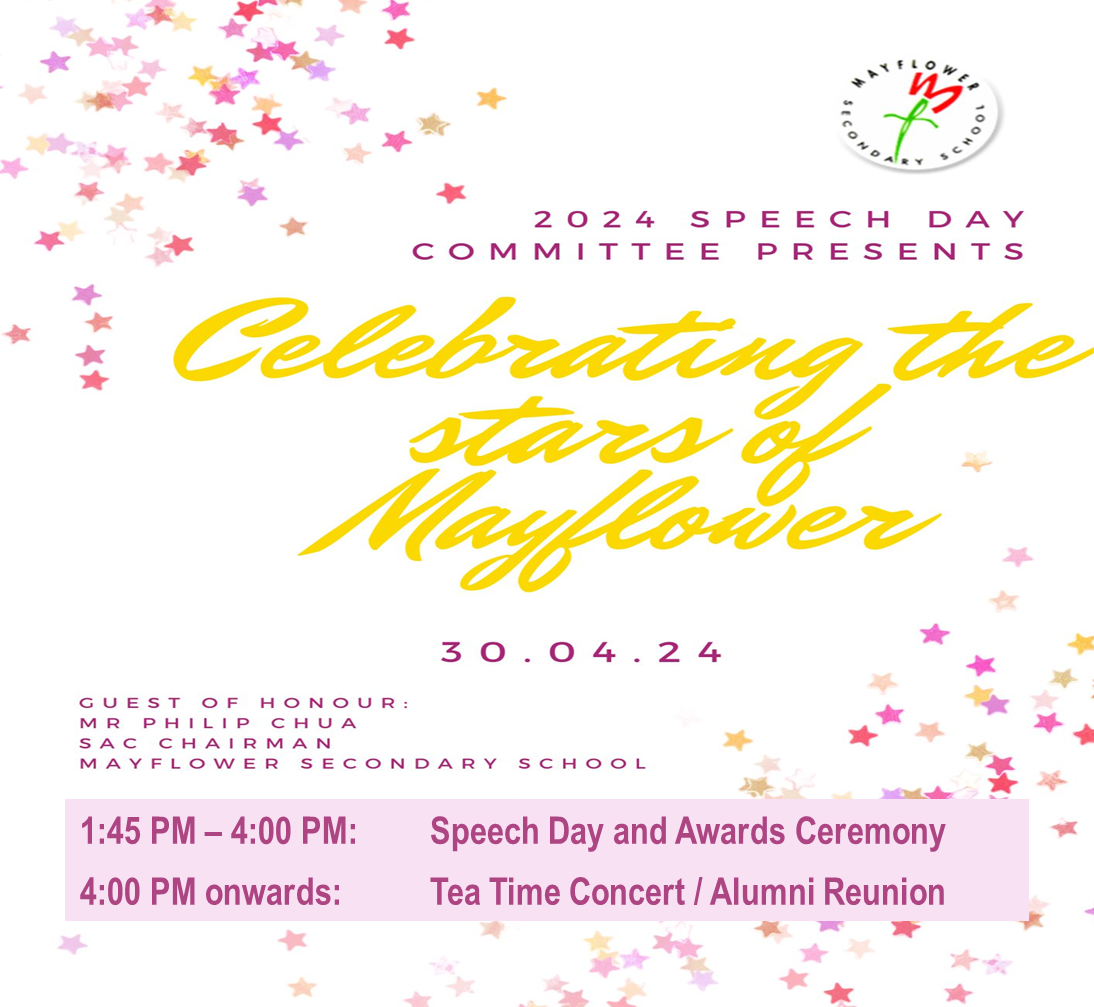 MAYFLOWER
SECONDARY SCHOOL
2024 SPEECH DAY
COMMITTEE PRESENTS
Celebrating the
stars of
Mayflower
30.04.24
GUEST OF HONOUR:
MR PHILIP CHUA
SAC CHAIRMAN
MAYFLOWER SECONDARY SCHOOL
1:45 PM – 4:00 PM: Speech Day and Awards Ceremony
4:00 PM onwards: Tea Time Concert / Alumni Reunion